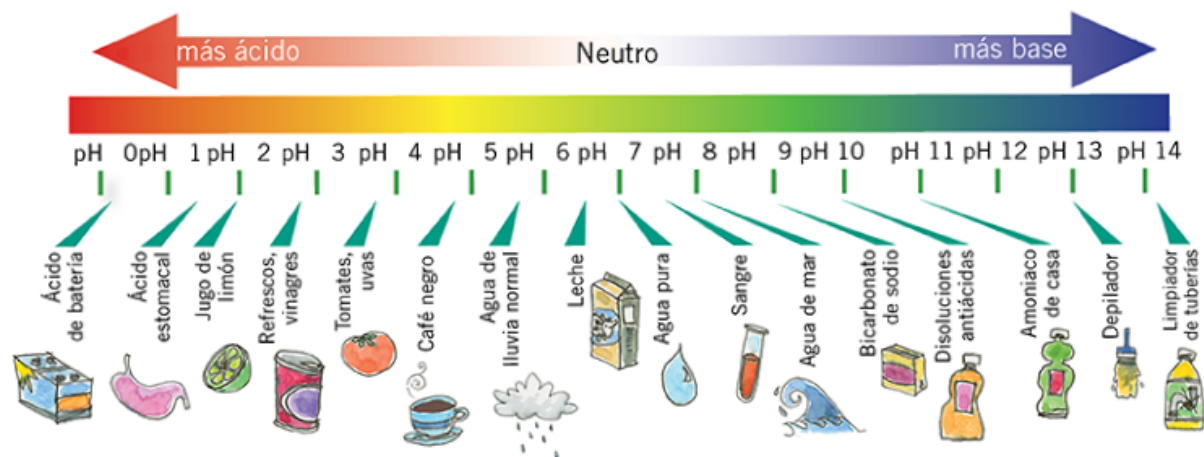 más ácido Neutro más base
pH 0pH 1 pH 2 pH 3 pH 4 pH 5 pH 6 pH 7 pH 8 pH 9 pH 10 pH 11 pH 12 pH 13 pH 14
Ácido
de batería
Ácido
estomacal
Jugo de
limón
Refrescos,
vinagres
Tomates,
uvas
Café negro
Agua de
lluvia normal
Leche
Agua pura
Sangre
Agua de mar
Bicarbonato
de sodio
Disoluciones
antiácidas
Amoniaco
de casa
Depilador
Limpiador
de tuberías